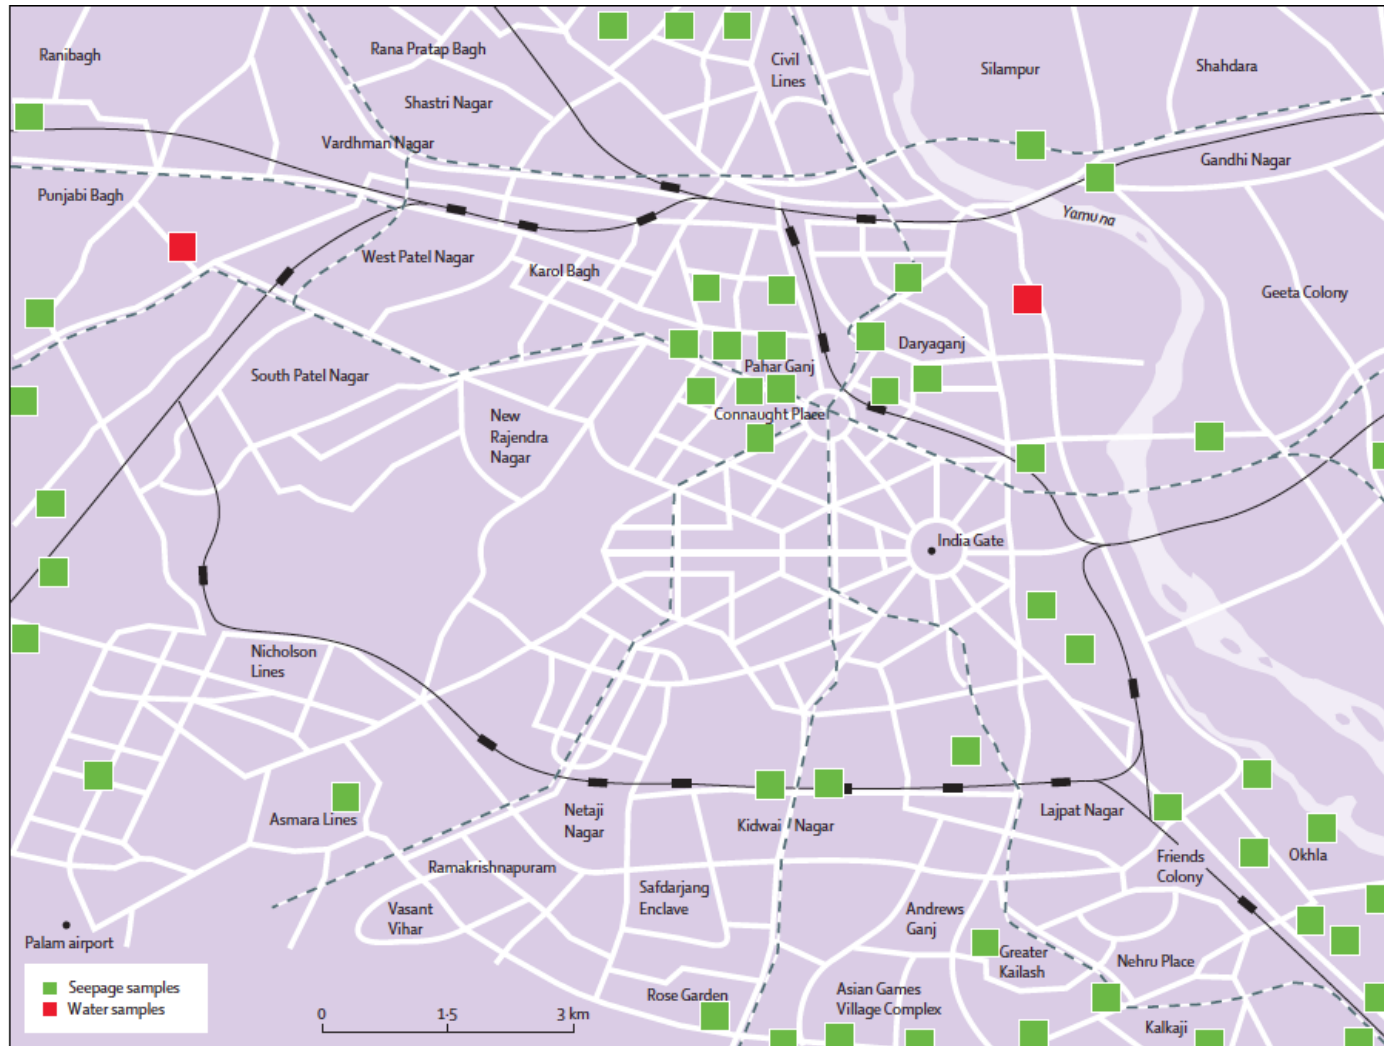 Ranibagh
Rana Pratap Bagh
Civil
Lines
Silampur
Shahdara
Shastri Nagar
Vardhman Nagar
Gandhi Nagar
Punjabi Bagh
Yamuna
West Patel Nagar
Karol Bagh
Geeta Colony
Daryaganj
Pahar Ganj
South Patel Nagar
Connaught Place
New
Rajendra
Nagar
India Gate
Nicholson
Lines
Asmara Lines
Netaji
Nagar
Kidwai Nagar
Lajpat Nagar
Friends
Colony
Okhla
Ramakrishnapuram
Safdarjang
Enclave
Vasant
Vihar
Andrews
Ganj
Greater
Kailash
Nehru Place
Palam airport
Rose Garden
Asian Games
Village Complex
Kalkaji
Seepage samples
Water samples
0 1·5 3 km